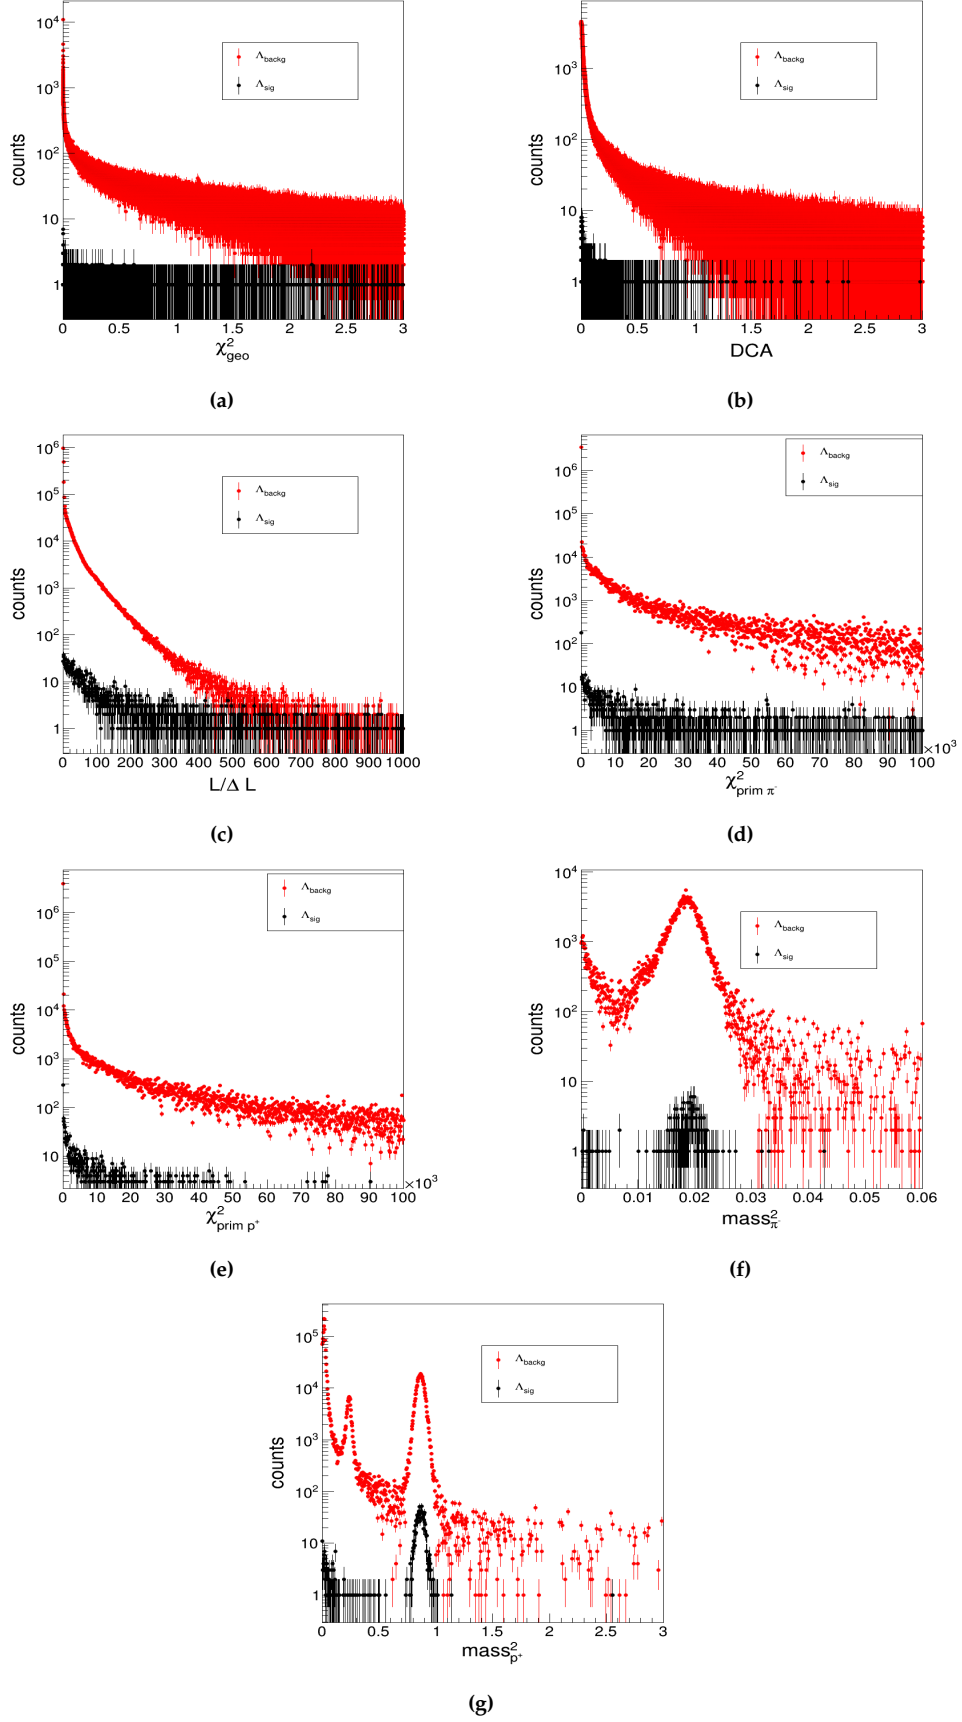 10⁴
10³
10²
10
1
counts
Λbackg
Λsig
0 0.5 1 1.5 2 2.5 3
χ²geo
(a)
10³
10²
10
1
counts
Λbackg
Λsig
0 0.5 1 1.5 2 2.5 3
DCA
(b)
10⁶
10⁵
10⁴
10³
10²
10
1
counts
Λbackg
Λsig
0 100 200 300 400 500 600 700 800 900 1000
L/Δ L
(c)
10⁶
10⁵
10⁴
10³
10²
10
1
counts
Λbackg
Λsig
0 10 20 30 40 50 60 70 80 90 100
×10³
χ²prim π⁻
(d)
10⁶
10⁵
10⁴
10³
10²
10
counts
Λbackg
Λsig
0 10 20 30 40 50 60 70 80 90 100
×10³
χ²prim p⁺
(e)
10⁴
10³
10²
10
1
counts
Λbackg
Λsig
0 0.01 0.02 0.03 0.04 0.05 0.06
mass²π⁻
(f)
10⁵
10⁴
10³
10²
10
1
counts
Λbackg
Λsig
0 0.5 1 1.5 2 2.5 3
mass²p⁺
(g)